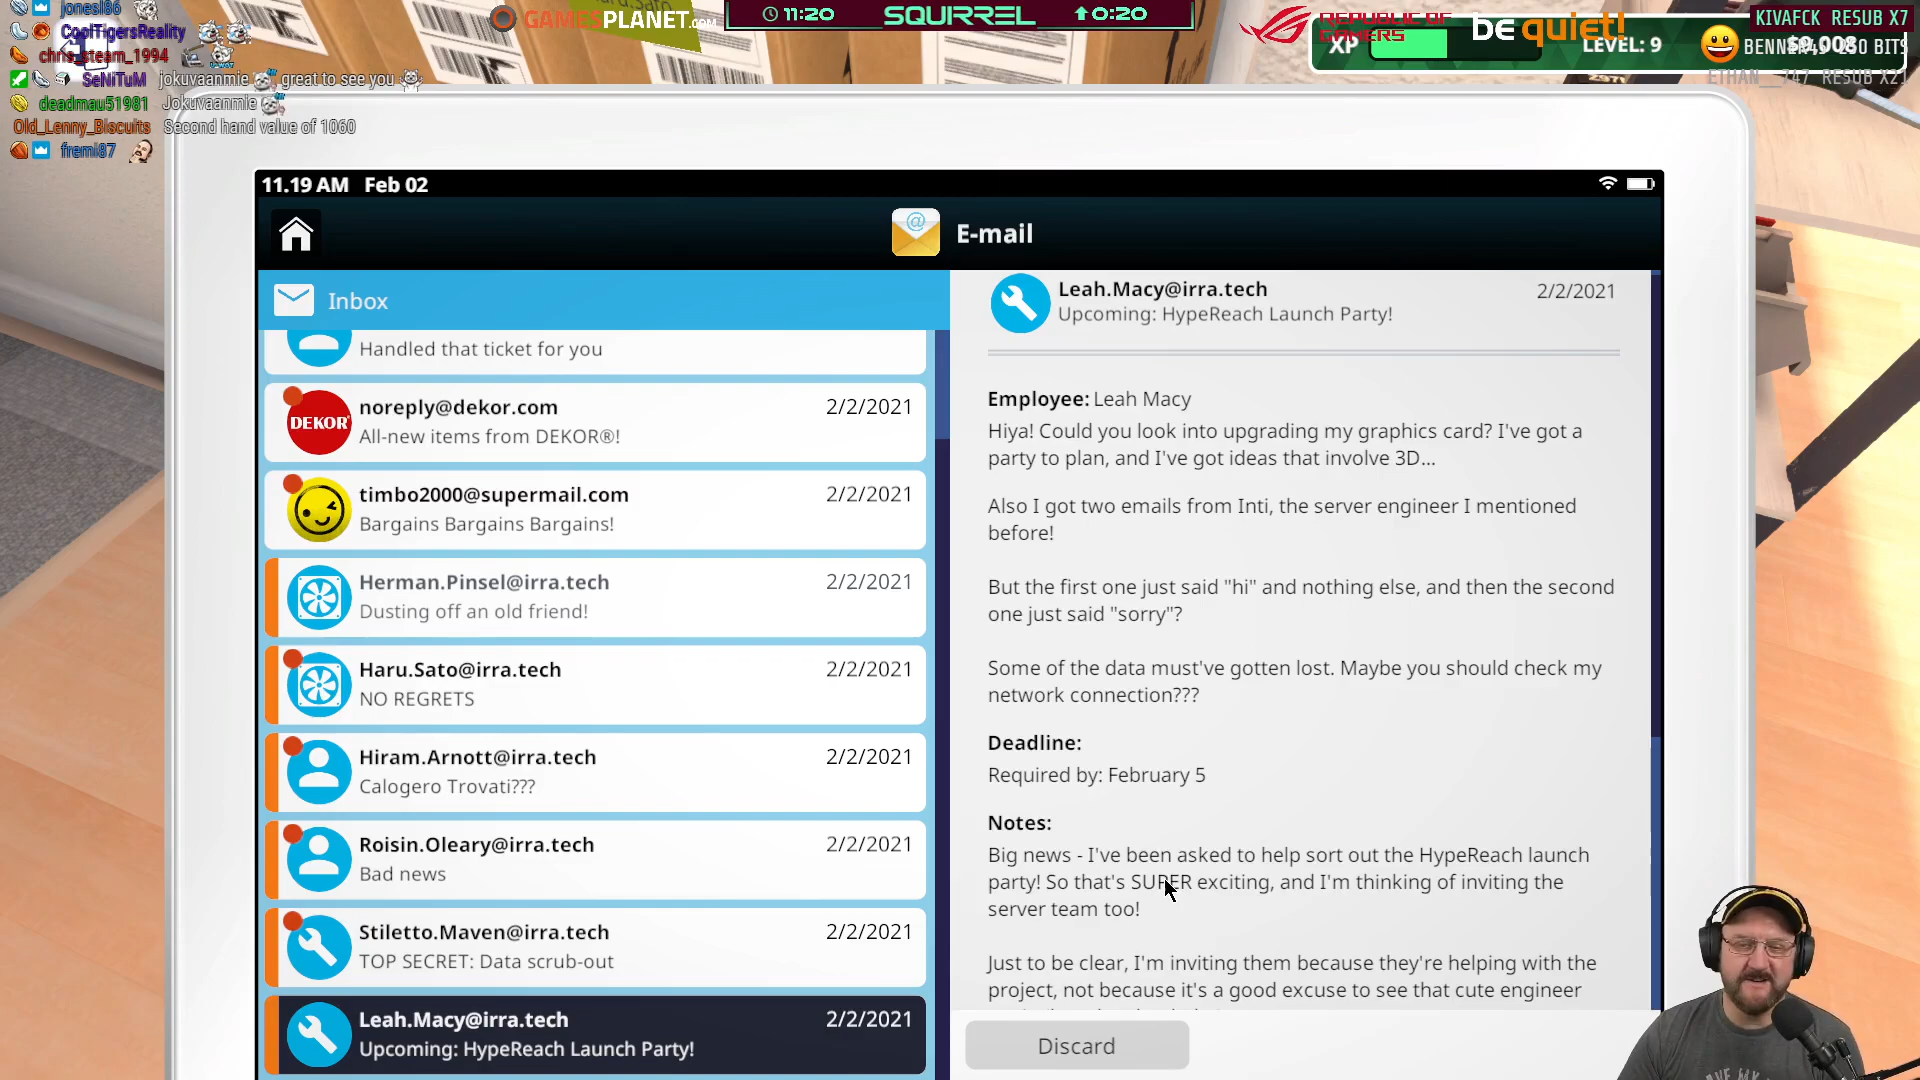 jonesl86
CoolTigersReality
chris_steam_1994
SeNiTuM jokuvaanmie great to see you
deadmau51981 Jokuvaanmie
Old_Lenny_Biscuits Second hand value of 1060
fremi87
GAMESPLANET.COM
11:20 SQUIRREL 0:20
REPUBLIC OF GAMERS
be quiet!
XP LEVEL: 9
KIVAFCK RESUB X7
ETHAN__747 RESUB X21
11.19 AM Feb 02
E-mail
Inbox
Handled that ticket for you
DEKOR
noreply@dekor.com 2/2/2021
All-new items from DEKOR®!
timbo2000@supermail.com 2/2/2021
Bargains Bargains Bargains!
Herman.Pinsel@irra.tech 2/2/2021
Dusting off an old friend!
Haru.Sato@irra.tech 2/2/2021
NO REGRETS
Hiram.Arnott@irra.tech 2/2/2021
Calogero Trovati???
Roisin.Oleary@irra.tech 2/2/2021
Bad news
Stiletto.Maven@irra.tech 2/2/2021
TOP SECRET: Data scrub-out
Leah.Macy@irra.tech 2/2/2021
Upcoming: HypeReach Launch Party!
Leah.Macy@irra.tech 2/2/2021
Upcoming: HypeReach Launch Party!
Employee: Leah Macy
Hiya! Could you look into upgrading my graphics card? I've got a
party to plan, and I've got ideas that involve 3D...
Also I got two emails from Inti, the server engineer I mentioned
before!
But the first one just said "hi" and nothing else, and then the second
one just said "sorry"?
Some of the data must've gotten lost. Maybe you should check my
network connection???
Deadline:
Required by: February 5
Notes:
Big news - I've been asked to help sort out the HypeReach launch
party! So that's SUPER exciting, and I'm thinking of inviting the
server team too!
Just to be clear, I'm inviting them because they're helping with the
project, not because it's a good excuse to see that cute engineer
Discard